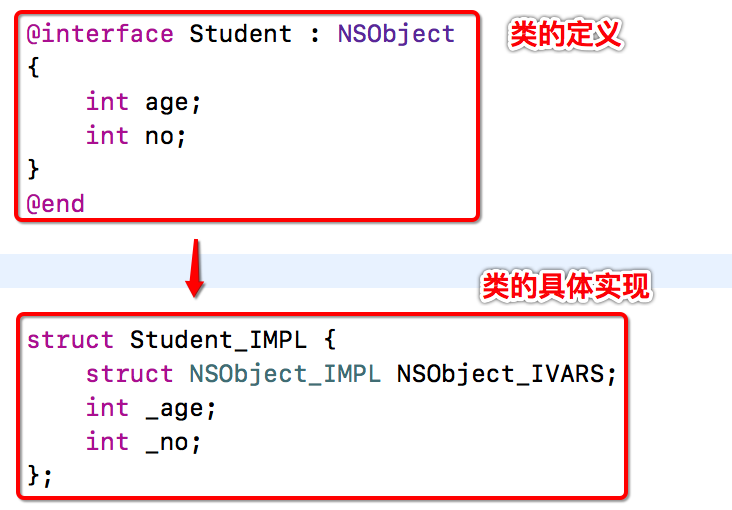 @interface Student : NSObject
类的定义
{
    int age;
    int no;
}
@end
类的具体实现
struct Student_IMPL {
    struct NSObject_IMPL NSObject_IVARS;
    int _age;
    int _no;
};